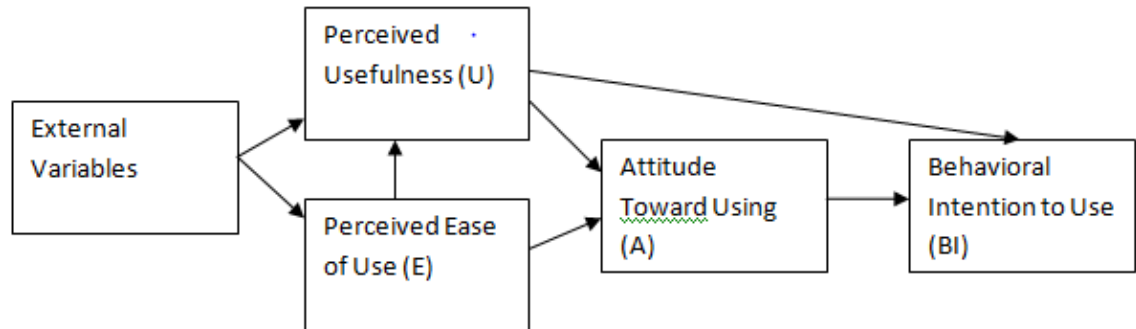 Perceived
Usefulness (U)
External
Variables
Perceived Ease
of Use (E)
Attitude
Toward Using
(A)
Behavioral
Intention to Use
(BI)